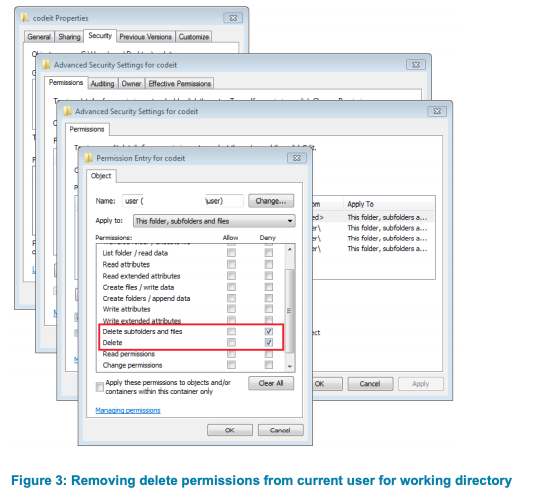 codeit Properties
General Sharing Security Previous Versions Customize
Advanced Security Settings for codeit
Permissions Auditing Owner Effective Permissions
Advanced Security Settings for codeit
Permissions
Permission Entry for codeit
Object
Name: user ( \user) Change...
Apply to: This folder, subfolders and files
Permissions: Allow Deny
List folder / read data
Read attributes
Read extended attributes
Create files / write data
Create folders / append data
Write attributes
Write extended attributes
Delete subfolders and files
Delete
Read permissions
Change permissions
Apply these permissions to objects and/or
containers within this container only
Clear All
Managing permissions
OK Cancel
om Apply To
ed> This folder, subfolders a...
er\ This folder, subfolders a...
er\ This folder, subfolders a...
er\ This folder, subfolders a...
ect
OK Cancel Apply
Figure 3: Removing delete permissions from current user for working directory